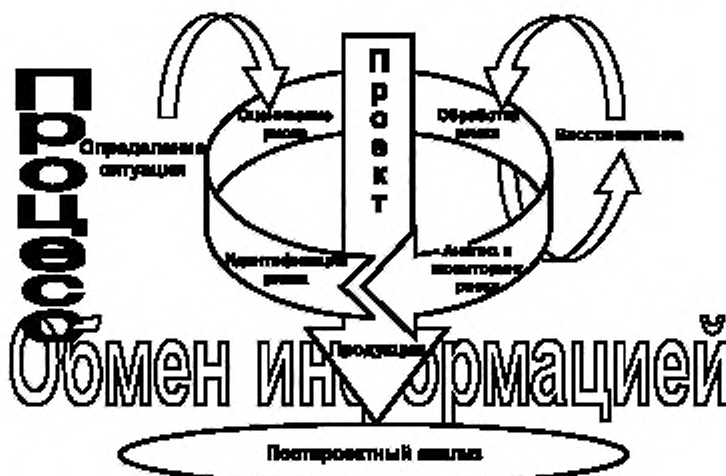 Процесс
Проект
Оценивание
риска
Обработка
риска
Определение
ситуации
Восстановление
Идентификация
риска
Анализ и
мониторинг
риска
Продукция
Обмен информацией
Постпроектный анализ